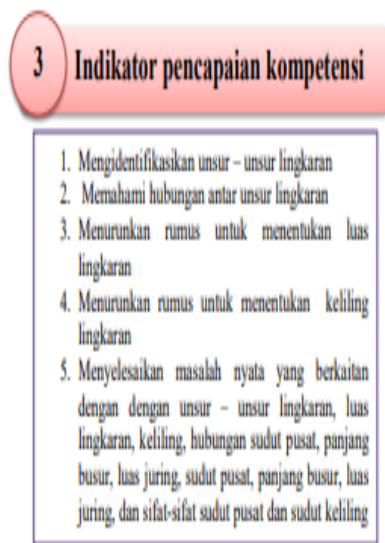 3 Indikator pencapaian kompetensi
1. Mengidentifikasikan unsur – unsur lingkaran
2. Memahami hubungan antar unsur lingkaran
3. Menurunkan rumus untuk menentukan luas
lingkaran
4. Menurunkan rumus untuk menentukan keliling
lingkaran
5. Menyelesaikan masalah nyata yang berkaitan
dengan dengan unsur – unsur lingkaran, luas
lingkaran, keliling, hubungan sudut pusat, panjang
busur, luas juring, sudut pusat, panjang busur, luas
juring, dan sifat-sifat sudut pusat dan sudut keliling